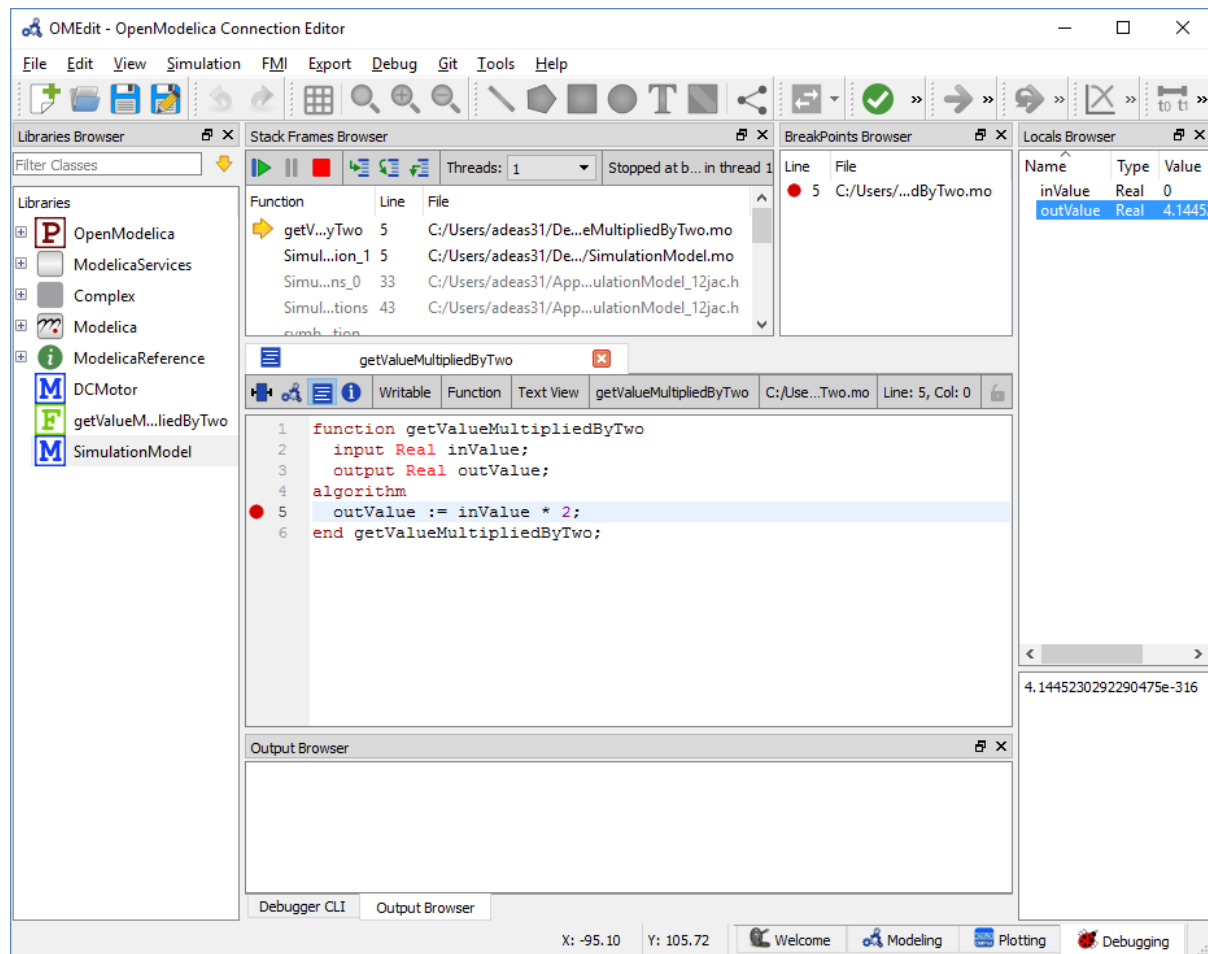 OMEdit - OpenModelica Connection Editor
File Edit View Simulation FMI Export Debug Git Tools Help
T » » » » t0 t1 »
Libraries Browser
Filter Classes
Libraries
P OpenModelica
ModelicaServices
Complex
Modelica
i ModelicaReference
M DCMotor
F getValueM...liedByTwo
M SimulationModel
Stack Frames Browser
Threads: 1 Stopped at b... in thread 1
Function Line File
getV...yTwo 5 C:/Users/adeas31/De...eMultipliedByTwo.mo
Simul...ion_1 5 C:/Users/adeas31/De.../SimulationModel.mo
Simu...ns_0 33 C:/Users/adeas31/App...ulationModel_12jac.h
Simul...tions 43 C:/Users/adeas31/App...ulationModel_12jac.h
symb...tion
BreakPoints Browser
Line File
5 C:/Users/...dByTwo.mo
Locals Browser
Name Type Value
inValue Real 0
outValue Real 4.1445
4.1445230292290475e-316
getValueMultipliedByTwo
i Writable Function Text View getValueMultipliedByTwo C:/Use...Two.mo Line: 5, Col: 0
1 function getValueMultipliedByTwo
2 input Real inValue;
3 output Real outValue;
4 algorithm
5 outValue := inValue * 2;
6 end getValueMultipliedByTwo;
Output Browser
Debugger CLI Output Browser
X: -95.10 Y: 105.72 Welcome Modeling Plotting Debugging